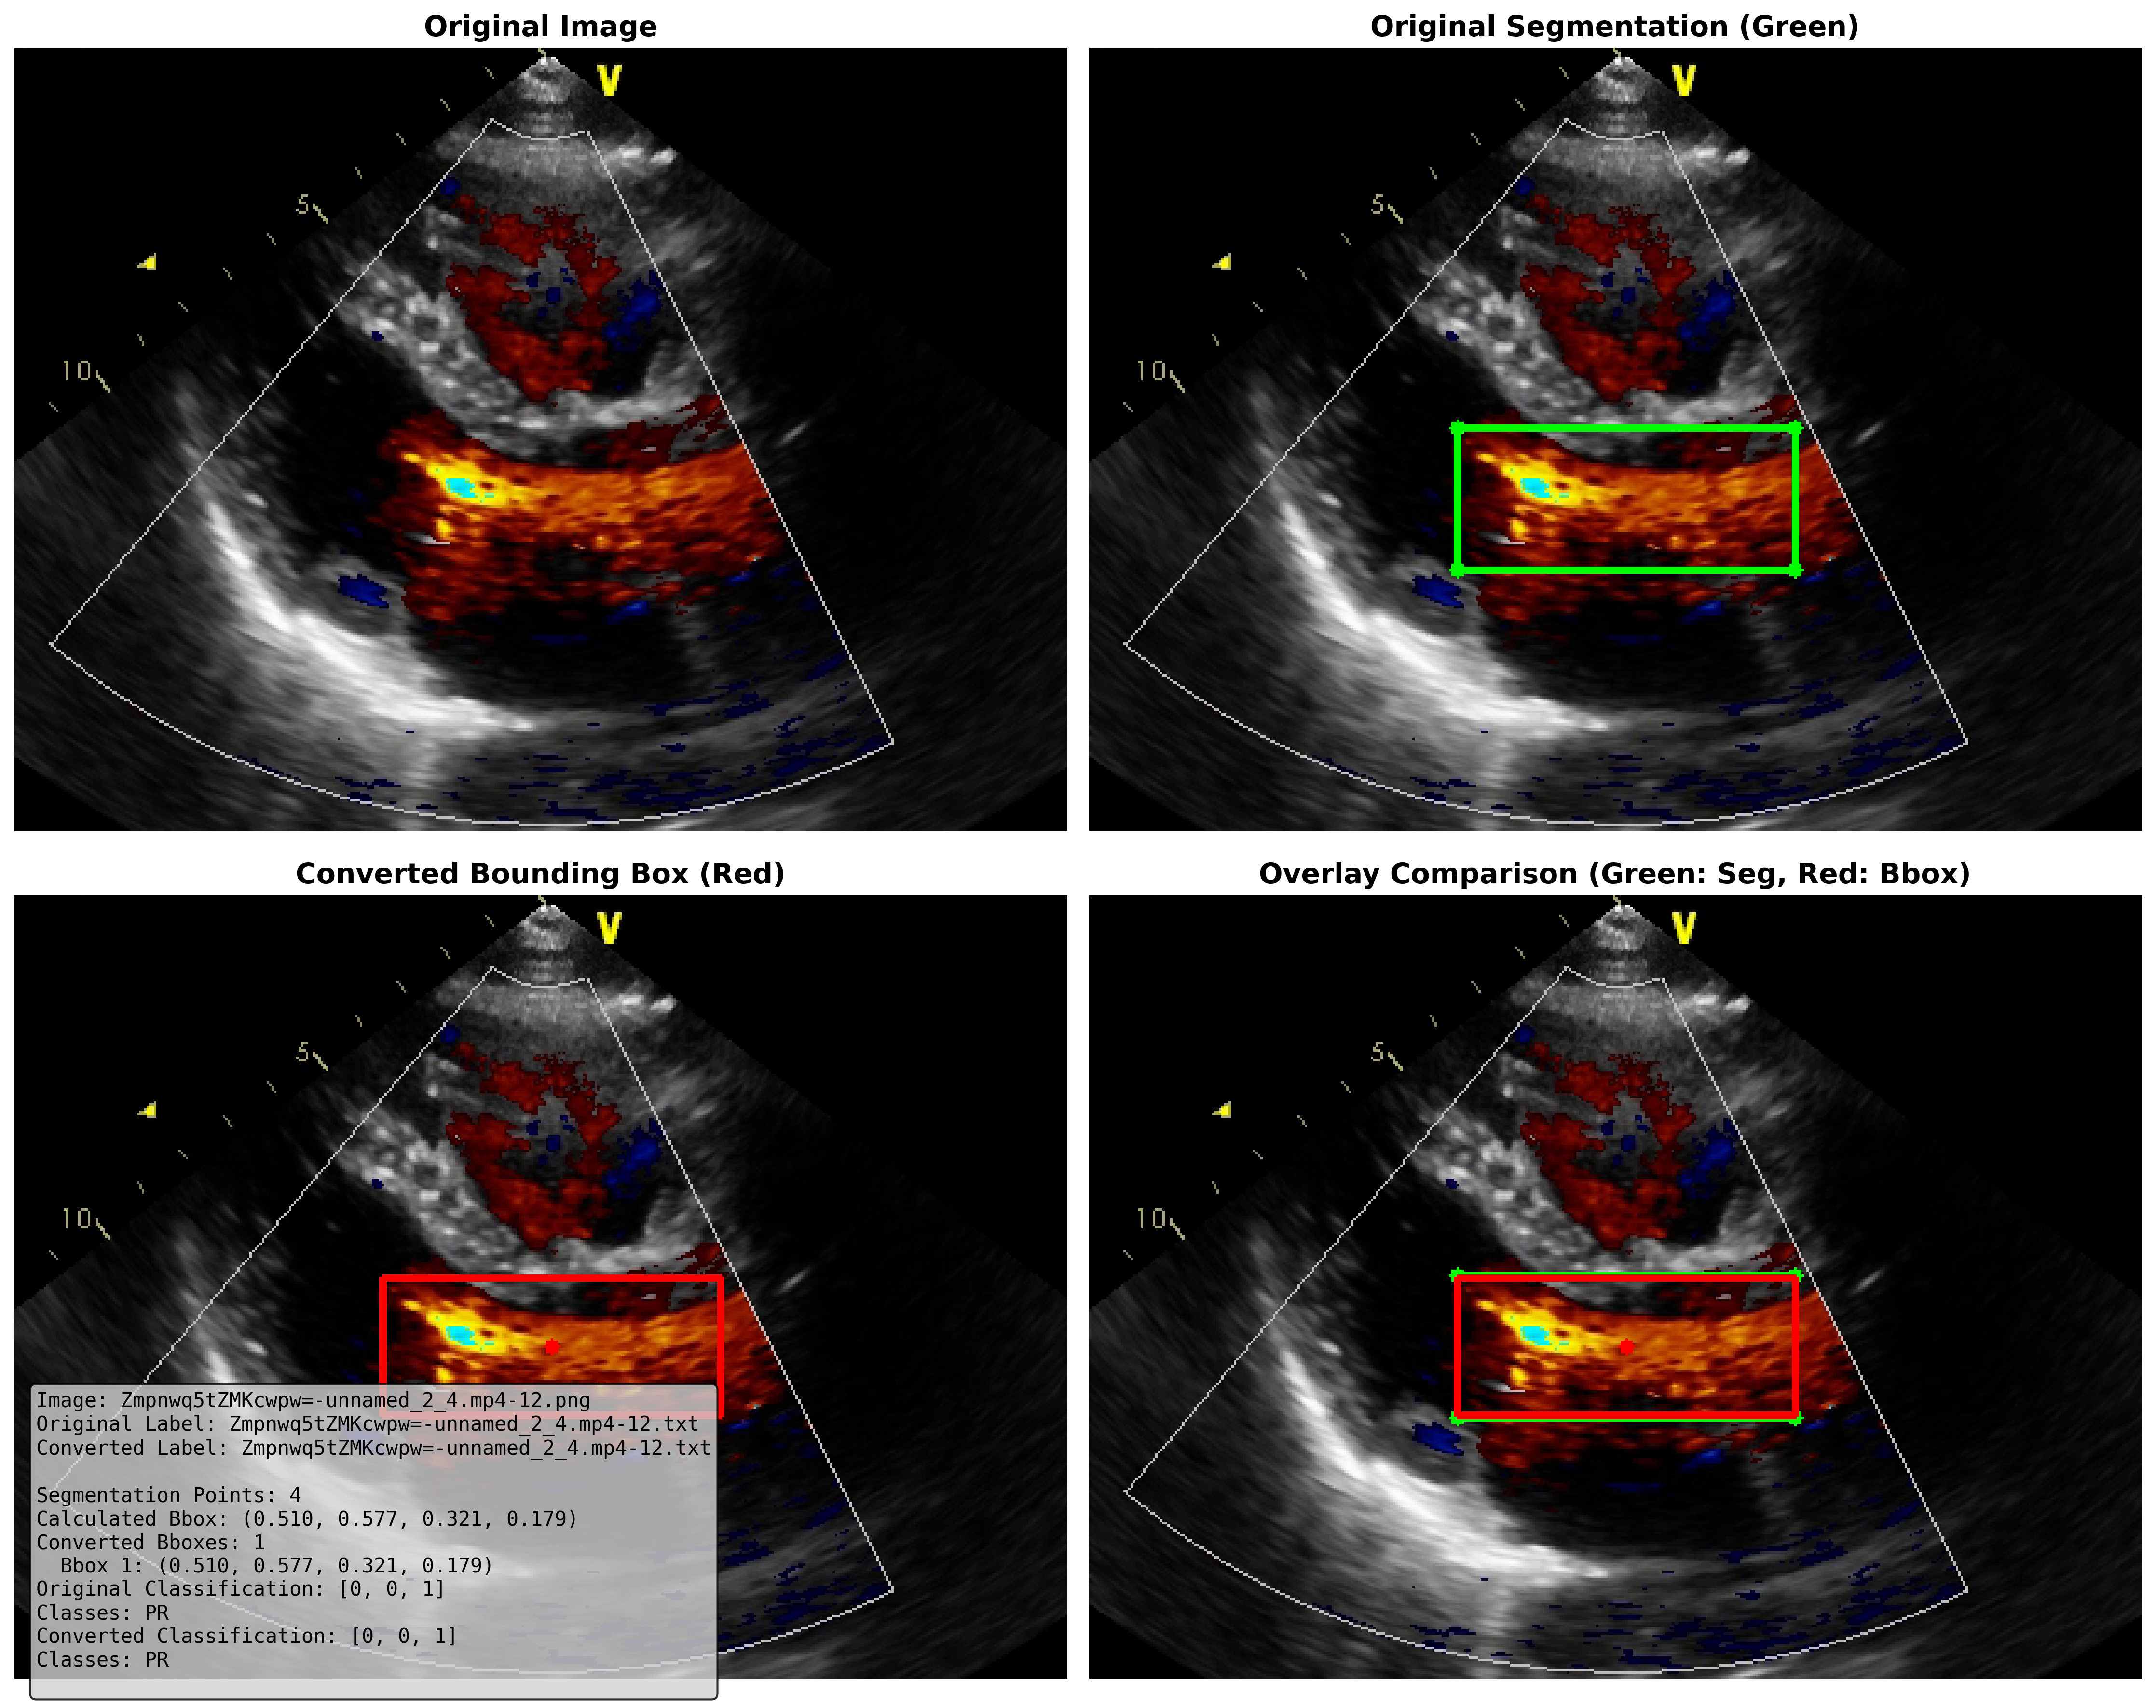 Original Image
Original Segmentation (Green)
V
5
10
V
5
10
Converted Bounding Box (Red)
Overlay Comparison (Green: Seg, Red: Bbox)
V
5
10
V
5
10
Image: Zmpnwq5tZMKcwpw=-unnamed_2_4.mp4-12.png
Original Label: Zmpnwq5tZMKcwpw=-unnamed_2_4.mp4-12.txt
Converted Label: Zmpnwq5tZMKcwpw=-unnamed_2_4.mp4-12.txt
Segmentation Points: 4
Calculated Bbox: (0.510, 0.577, 0.321, 0.179)
Converted Bboxes: 1
Bbox 1: (0.510, 0.577, 0.321, 0.179)
Original Classification: [0, 0, 1]
Classes: PR
Converted Classification: [0, 0, 1]
Classes: PR